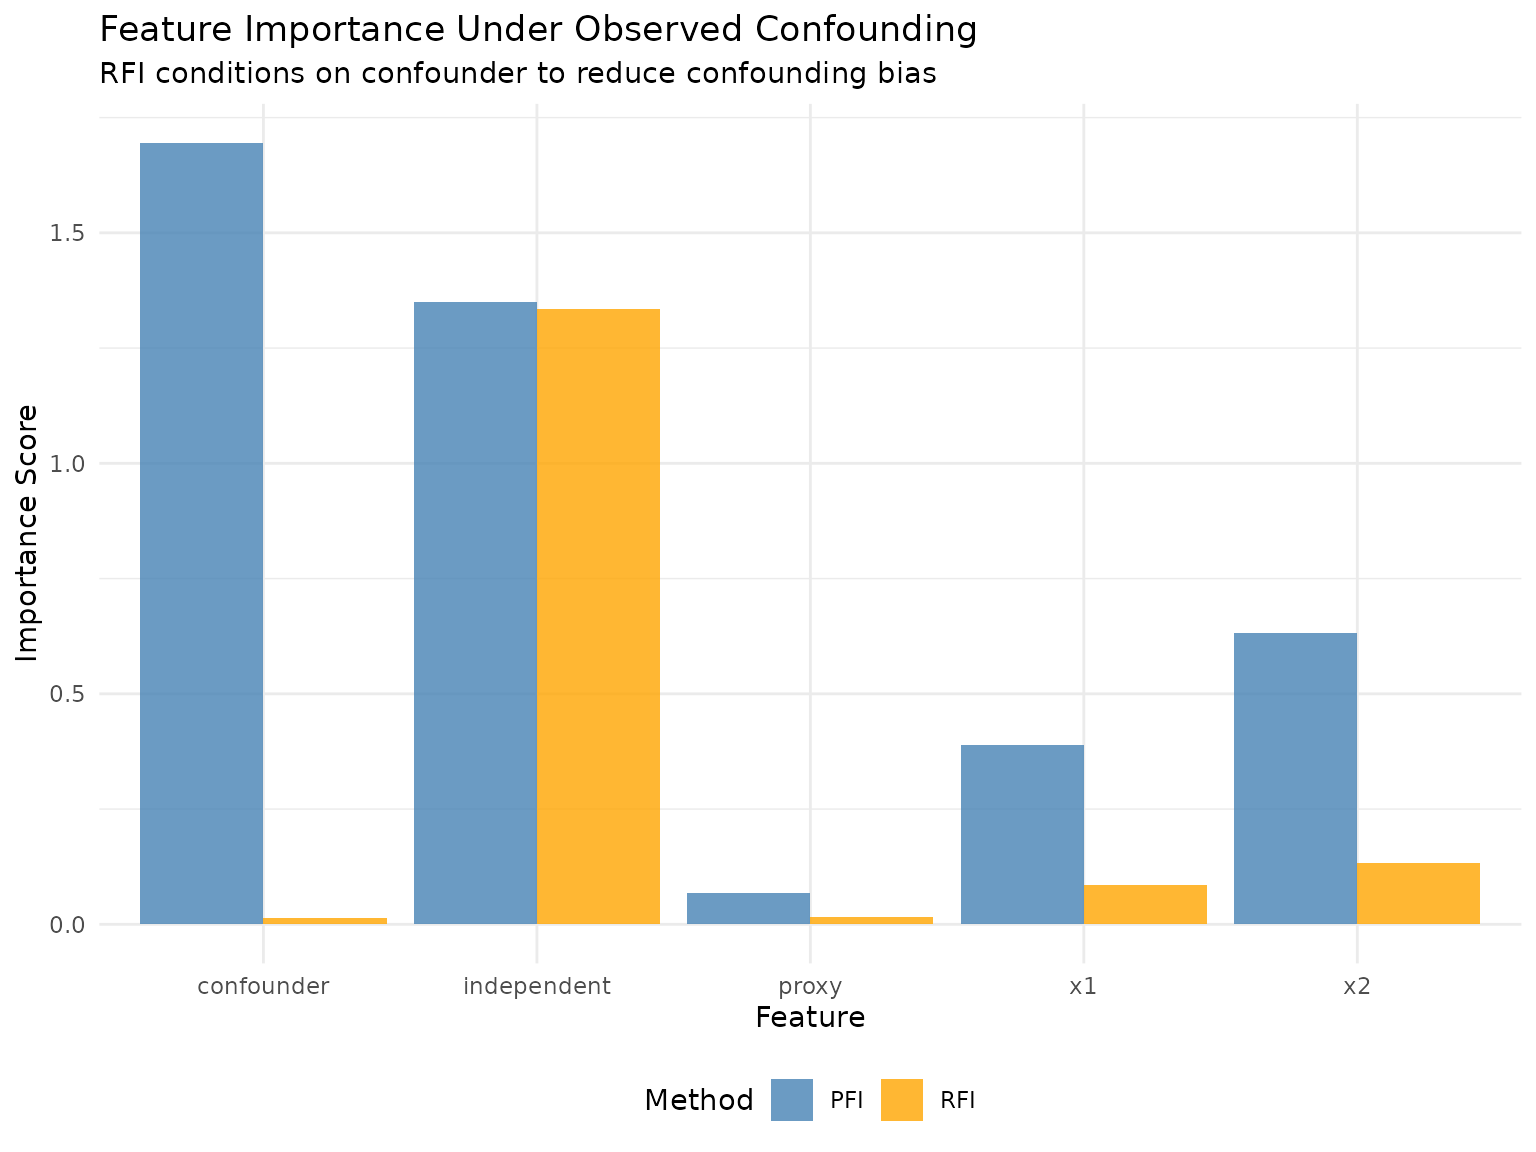 Feature Importance Under Observed Confounding
RFI conditions on confounder to reduce confounding bias
Importance Score
1.5
1.0
0.5
0.0
confounder independent proxy x1 x2
Feature
Method PFI RFI